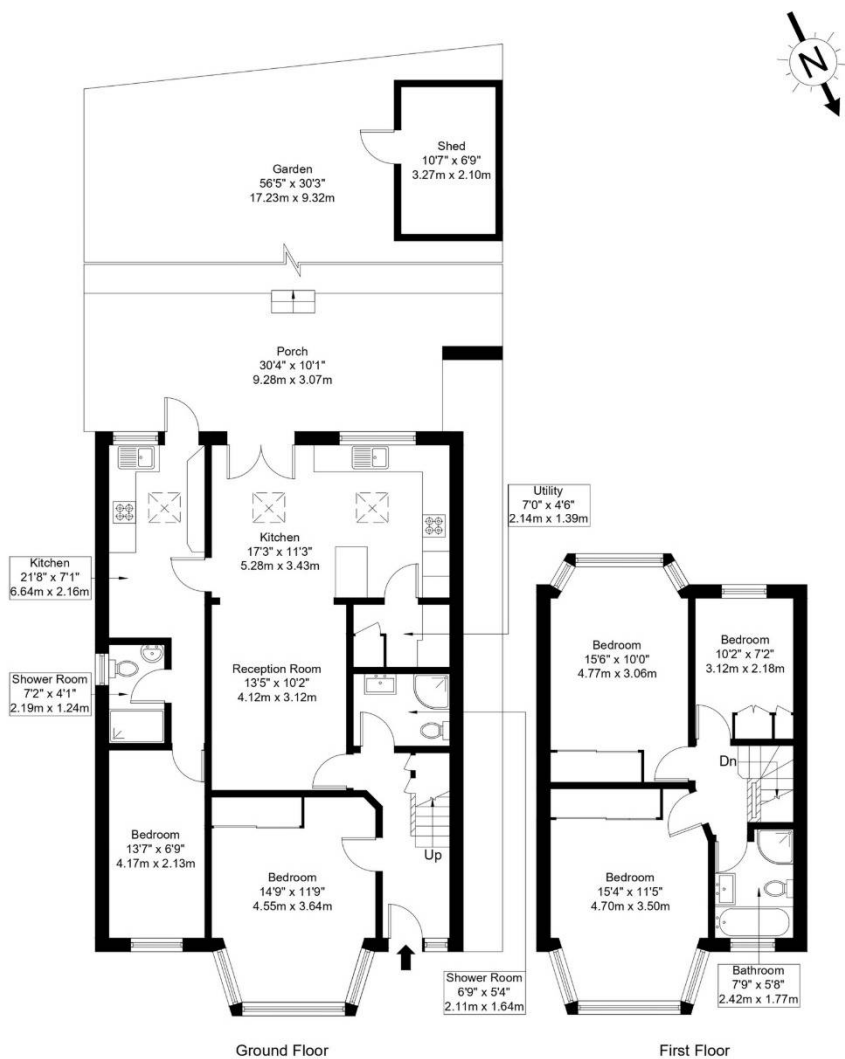 N
Shed
10'7" x 6'9"
3.27m x 2.10m
Garden
56'5" x 30'3"
17.23m x 9.32m
Porch
30'4" x 10'1"
9.28m x 3.07m
Utility
7'0" x 4'6"
2.14m x 1.39m
Kitchen
17'3" x 11'3"
5.28m x 3.43m
Kitchen
21'8" x 7'1"
6.64m x 2.16m
Shower Room
7'2" x 4'1"
2.19m x 1.24m
Reception Room
13'5" x 10'2"
4.12m x 3.12m
Bedroom
13'7" x 6'9"
4.17m x 2.13m
Bedroom
14'9" x 11'9"
4.55m x 3.64m
Up
Shower Room
6'9" x 5'4"
2.11m x 1.64m
Ground Floor
Bedroom
15'6" x 10'0"
4.77m x 3.06m
Bedroom
10'2" x 7'2"
3.12m x 2.18m
Dn
Bedroom
15'4" x 11'5"
4.70m x 3.50m
Bathroom
7'9" x 5'8"
2.42m x 1.77m
First Floor